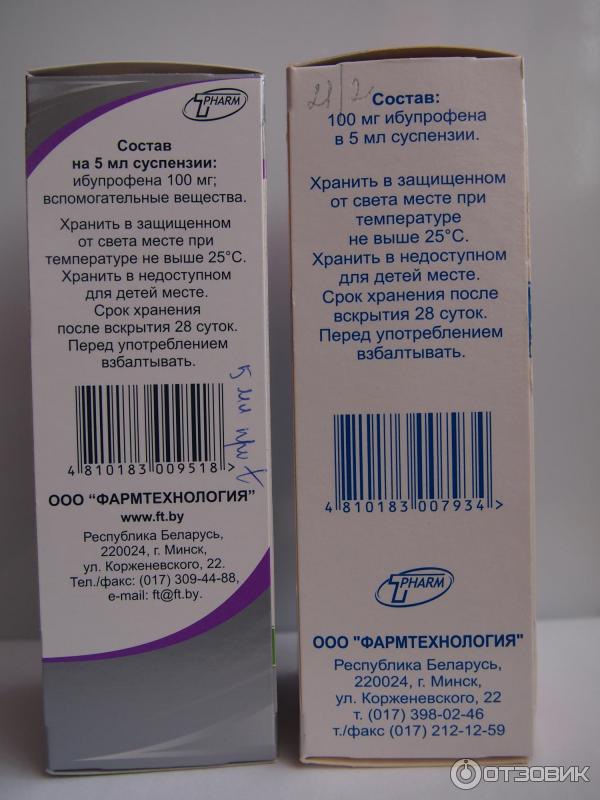 PHARM
Состав
на 5 мл суспензии:
ибупрофена 100 мг;
вспомогательные вещества.
Хранить в защищенном
от света месте при
температуре не выше 25°С.
Хранить в недоступном
для детей месте.
Срок хранения
после вскрытия 28 суток.
Перед употреблением
взбалтывать.
5 мл при t
4 810183 009518 >
ООО "ФАРМТЕХНОЛОГИЯ"
www.ft.by
Республика Беларусь,
220024, г. Минск,
ул. Корженевского, 22.
Тел./факс: (017) 309-44-88,
e-mail: ft@ft.by.
21/2
Состав:
100 мг ибупрофена
в 5 мл суспензии.
Хранить в защищенном
от света месте при
температуре
не выше 25°С.
Хранить в недоступном
для детей месте.
Срок хранения после
вскрытия 28 суток.
Перед употреблением
взбалтывать.
4 810183 007934 >
PHARM
ООО "ФАРМТЕХНОЛОГИЯ"
Республика Беларусь,
220024, г. Минск,
ул. Корженевского, 22
т. (017) 398-02-46
т./факс (017) 212-12-59
ОТЗОВИК